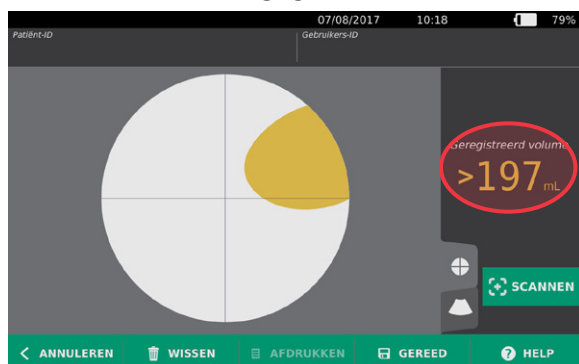 07/08/2017 10:18 79%
Patiënt-ID Gebruikers-ID
Geregistreerd volume
>197 mL
SCANNEN
ANNULEREN WISSEN AFDRUKKEN GEREED HELP